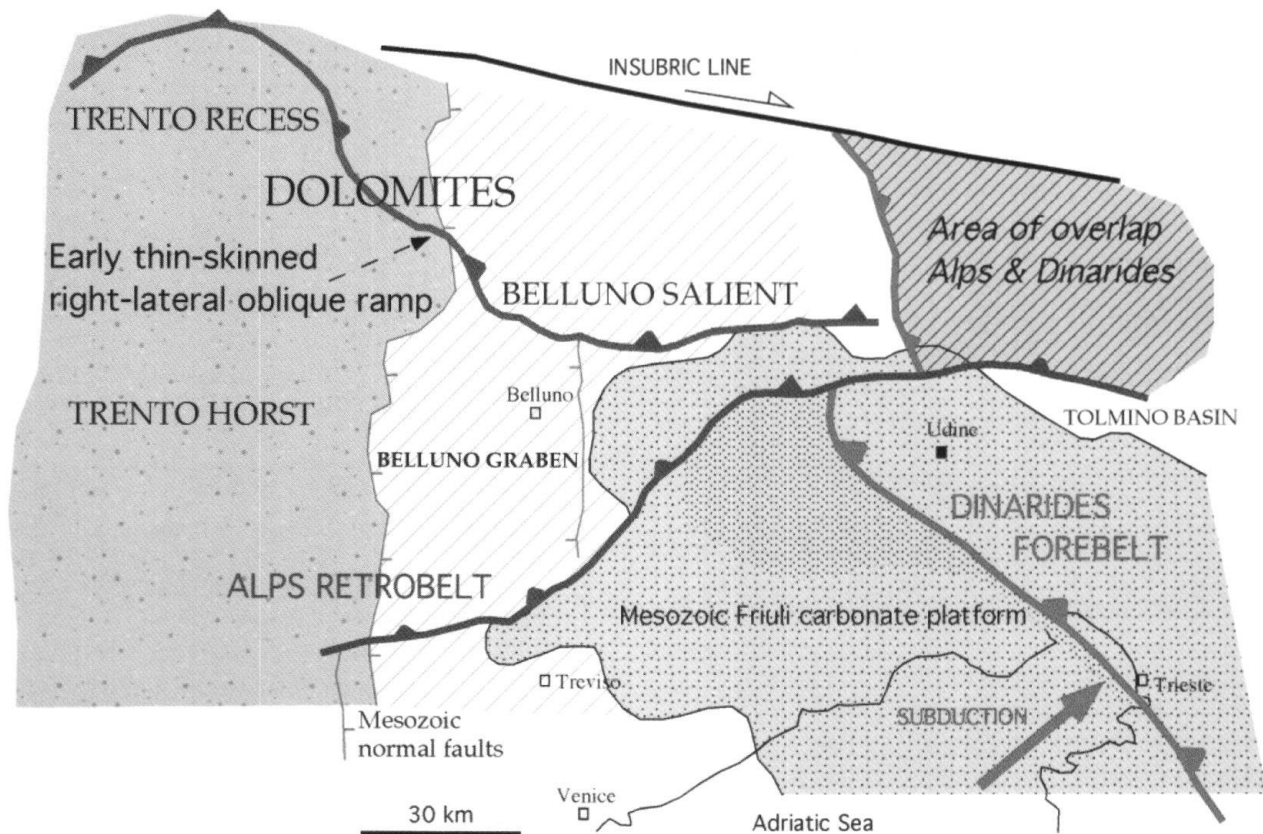 INSUBRIC LINE
TRENTO RECESS
DOLOMITES
Early thin-skinned
right-lateral oblique ramp
Area of overlap
Alps & Dinarides
BELLUNO SALIENT
Belluno
TRENTO HORST
TOLMINO BASIN
Udine
BELLUNO GRABEN
DINARIDES
FOREBELT
ALPS RETROBELT
Mesozoic Friuli carbonate platform
Treviso
Trieste
SUBDUCTION
Mesozoic
normal faults
Venice
30 km
Adriatic Sea